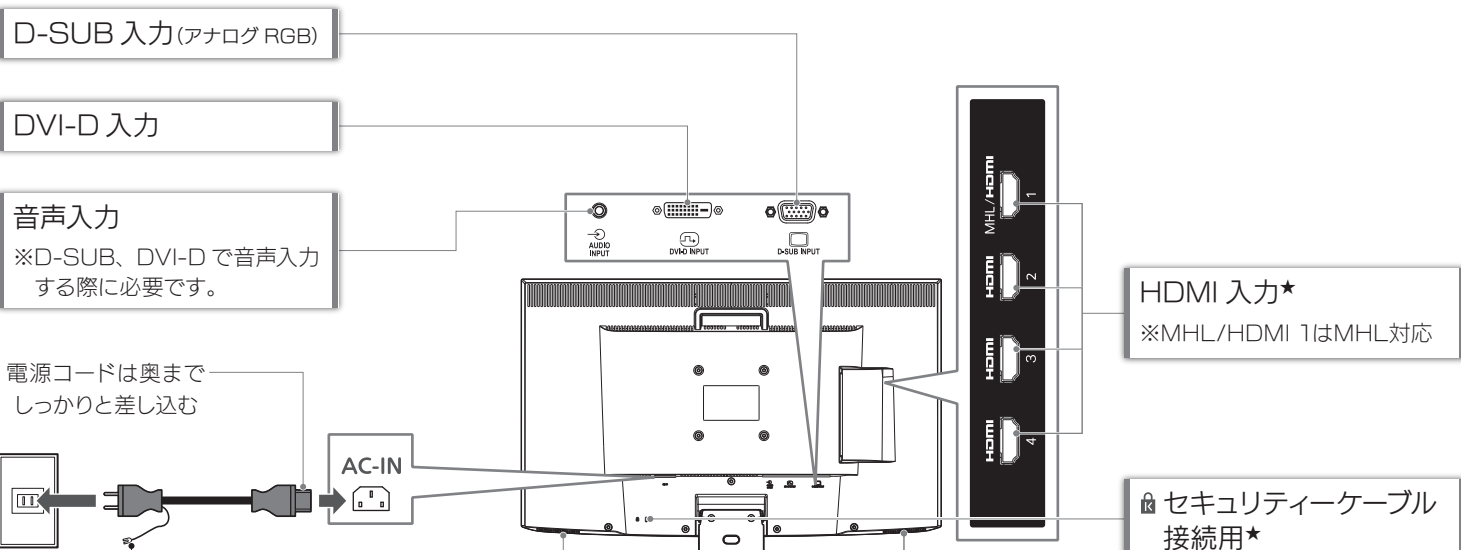 D-SUB 入力(アナログ RGB)
DVI-D 入力
音声入力
※D-SUB、DVI-D で音声入力
する際に必要です。
電源コードは奥まで
しっかりと差し込む
AC-IN
AUDIO
INPUT
DVI-D INPUT
D-SUB INPUT
MHL/HDMI 1
HDMI 2
HDMI 3
HDMI 4
HDMI 入力★
※MHL/HDMI 1はMHL対応
セキュリティーケーブル
接続用★